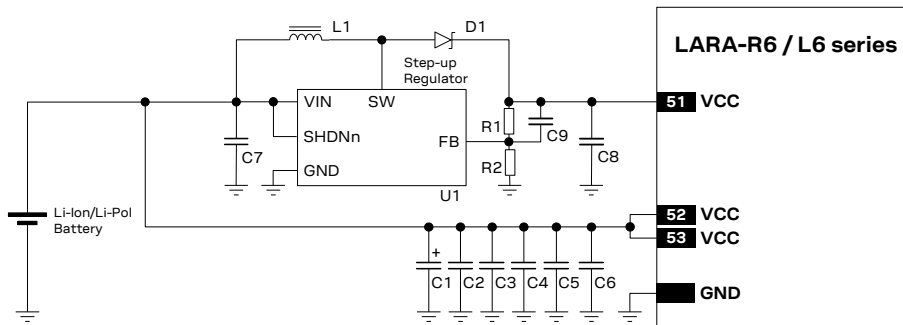 L1
D1
LARA-R6 / L6 series
Step-up
Regulator
VIN
SW
51 VCC
R1
C9
SHDNn
FB
C7
C8
R2
GND
U1
Li-Ion/Li-Pol
Battery
52 VCC
53 VCC
+
C1
C2
C3
C4
C5
C6
GND